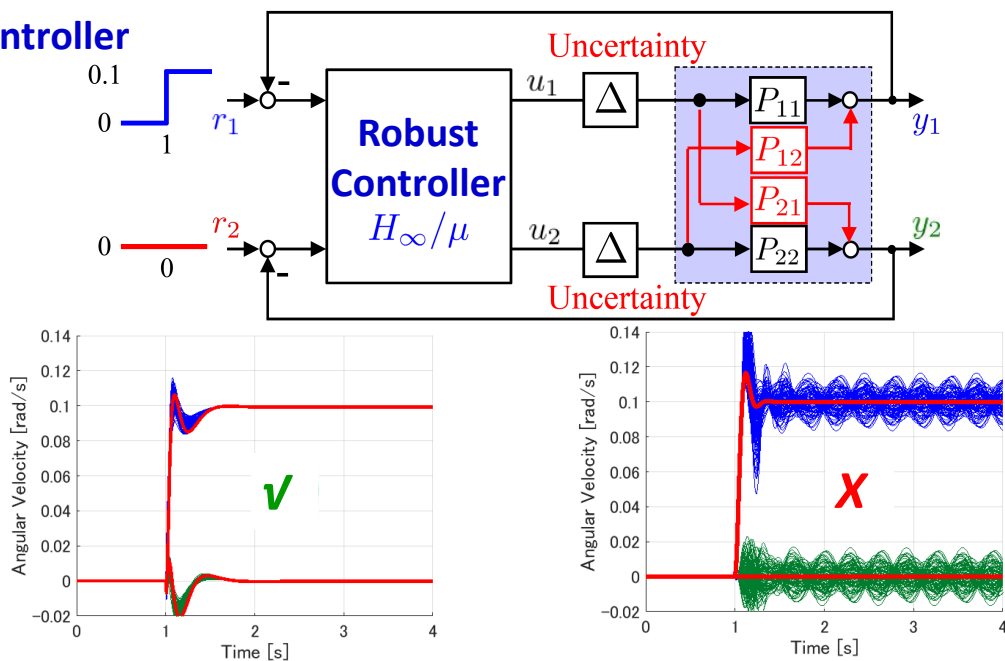 ntroller
Uncertainty
0.1
0
1
r₁
-
u₁
Δ
P₁₁
y₁
Robust
Controller
H∞/μ
P₁₂
P₂₁
0
0
r₂
-
u₂
Δ
P₂₂
y₂
Uncertainty
0.14
0.12
0.1
0.08
0.06
0.04
0.02
0
-0.02
0
1
2
3
4
Angular Velocity [rad/s]
Time [s]
√
0.14
0.12
0.1
0.08
0.06
0.04
0.02
0
-0.02
0
1
2
3
4
Angular Velocity [rad/s]
Time [s]
X